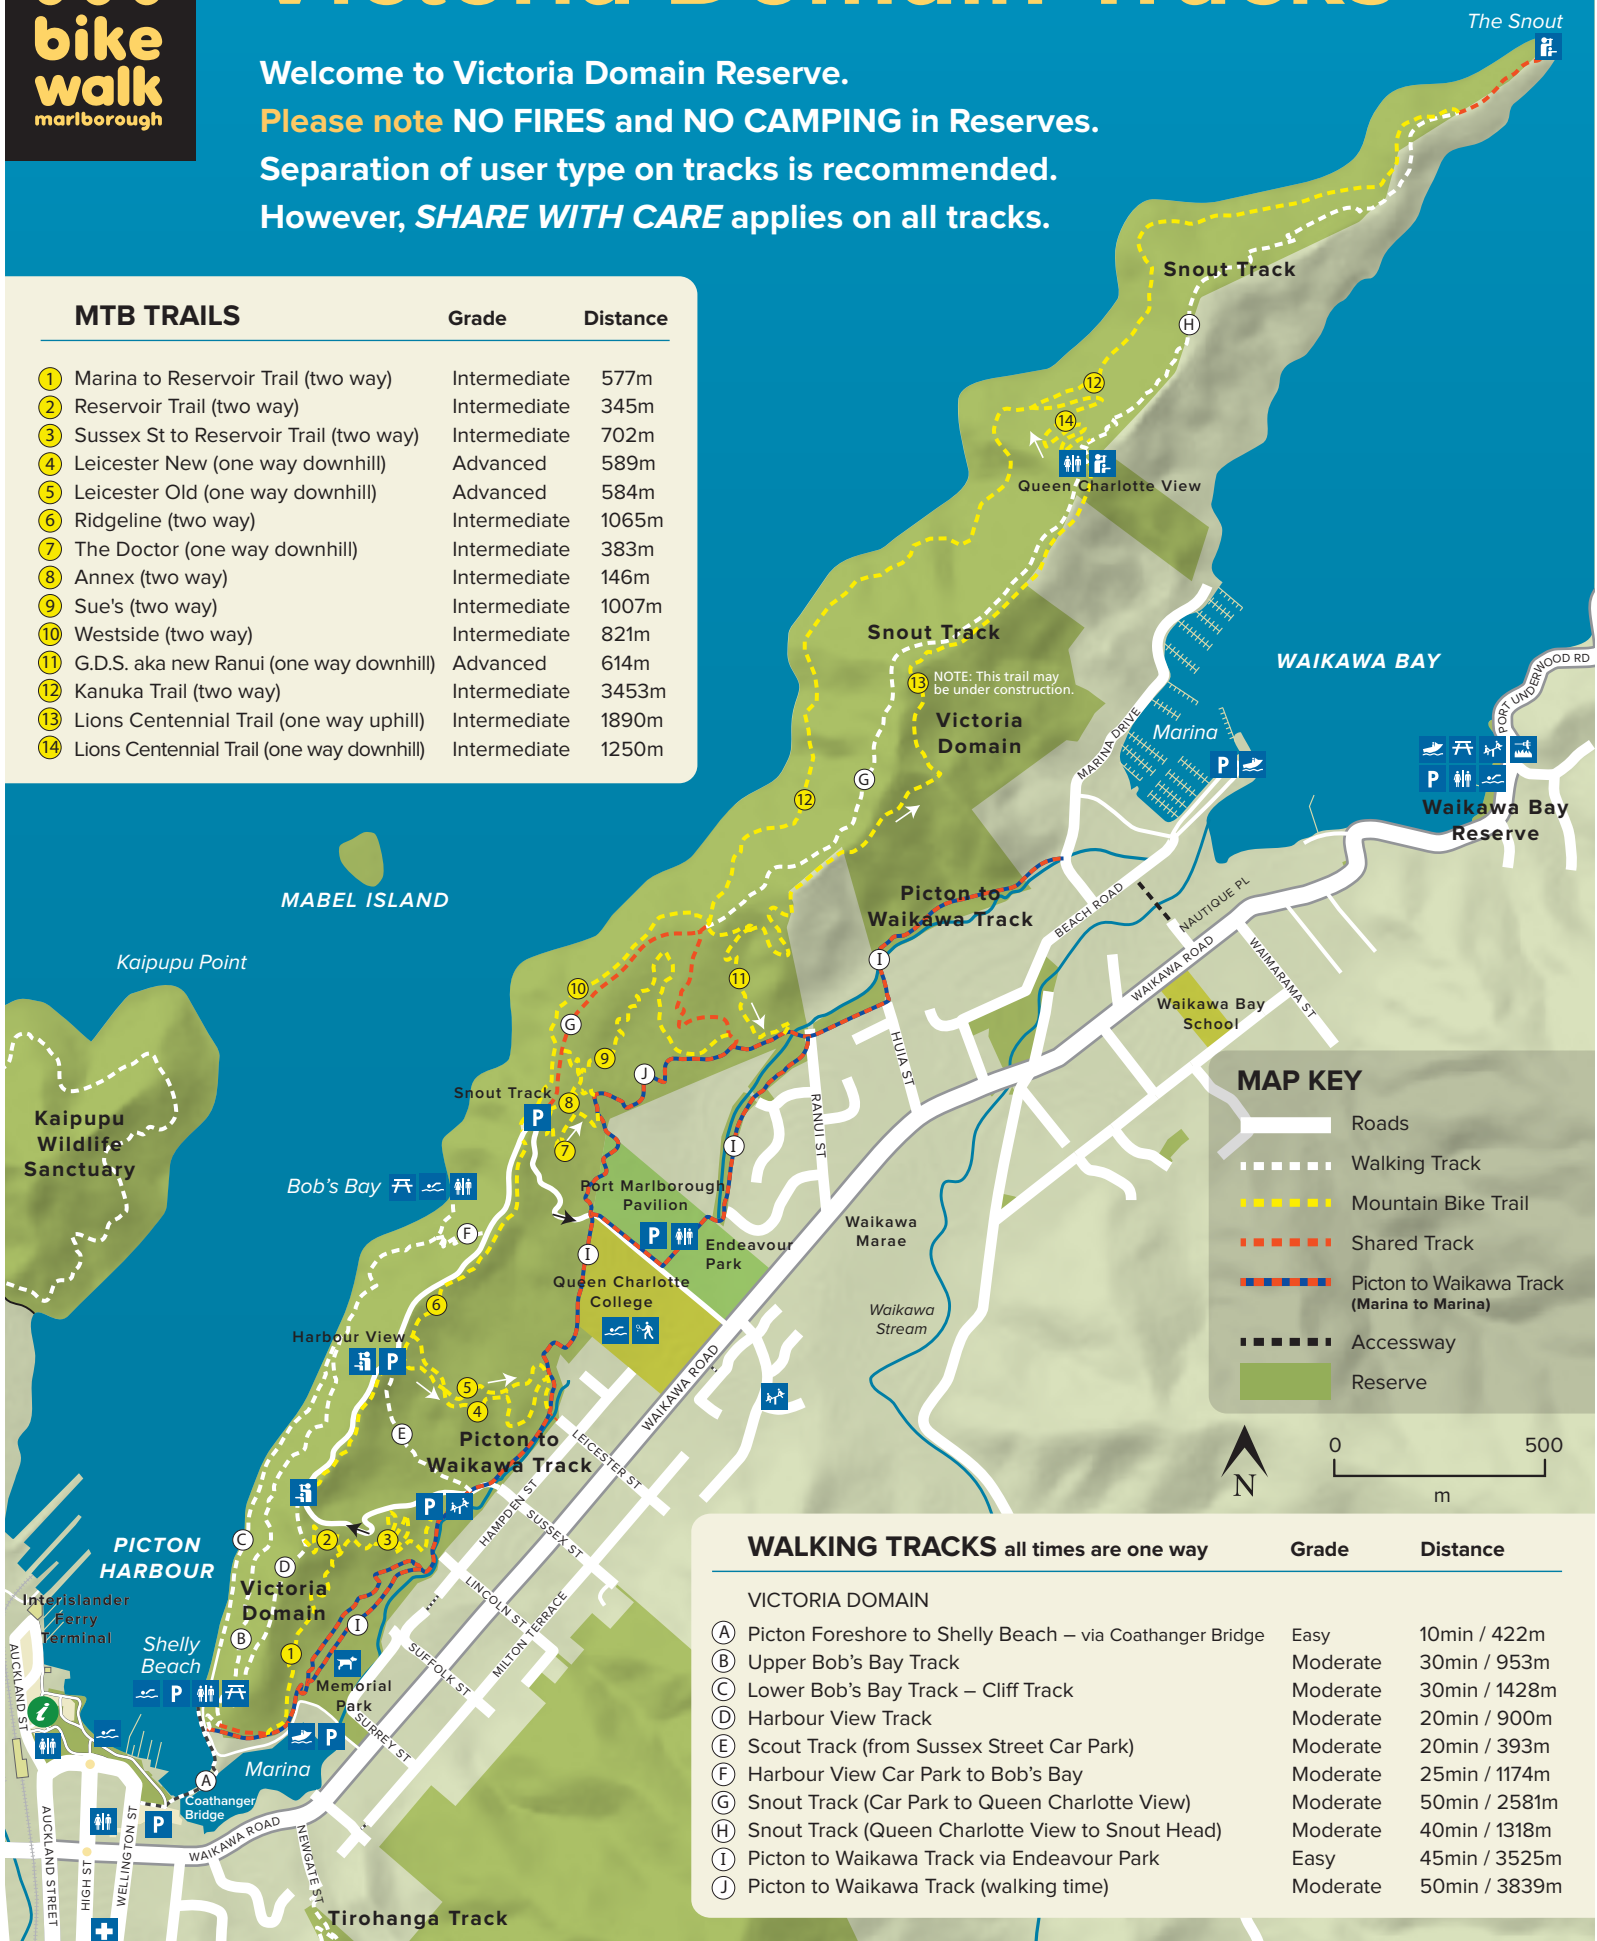 bike
walk
marlborough
Victoria Domain Tracks
The Snout
Welcome to Victoria Domain Reserve.
Please note NO FIRES and NO CAMPING in Reserves.
Separation of user type on tracks is recommended.
However, SHARE WITH CARE applies on all tracks.
MTB TRAILS Grade Distance
1 Marina to Reservoir Trail (two way) Intermediate 577m
2 Reservoir Trail (two way) Intermediate 345m
3 Sussex St to Reservoir Trail (two way) Intermediate 702m
4 Leicester New (one way downhill) Advanced 589m
5 Leicester Old (one way downhill) Advanced 584m
6 Ridgeline (two way) Intermediate 1065m
7 The Doctor (one way downhill) Intermediate 383m
8 Annex (two way) Intermediate 146m
9 Sue's (two way) Intermediate 1007m
10 Westside (two way) Intermediate 821m
11 G.D.S. aka new Ranui (one way downhill) Advanced 614m
12 Kanuka Trail (two way) Intermediate 3453m
13 Lions Centennial Trail (one way uphill) Intermediate 1890m
14 Lions Centennial Trail (one way downhill) Intermediate 1250m
Snout Track
H
12
14
Queen Charlotte View
Snout Track
13 NOTE: This trail may
be under construction.
Victoria
Domain
WAIKAWA BAY
PORT UNDERWOOD RD
MARINA DRIVE
Marina
P
P
Waikawa Bay
Reserve
G
12
MABEL ISLAND
Picton to
Waikawa Track
BEACH ROAD
NAUTIQUE PL
WAIKAWA ROAD
WAIMARAMA ST
Kaipupu Point
I
11
10
G
Waikawa Bay
School
HUIA ST
9
J
Snout Track
P
8
7
RANUI ST
I
Kaipupu
Wildlife
Sanctuary
Bob's Bay
F
Port Marlborough
Pavilion
P
Endeavour
Park
Waikawa
Marae
I
Queen Charlotte
College
6
Waikawa
Stream
Harbour View
P
5
4
WAIKAWA ROAD
E
Picton to
Waikawa Track
LEICESTER ST
P
HAMPDEN ST
SUSSEX ST
MAP KEY
Roads
Walking Track
Mountain Bike Trail
Shared Track
Picton to Waikawa Track
(Marina to Marina)
Accessway
Reserve
0 500
m
N
PICTON
HARBOUR
C
2
3
D
Victoria
Domain
LINCOLN ST
MILTON TERRACE
Interislander
Ferry
Terminal
I
B
Shelly
Beach
1
SUFFOLK ST
P
Memorial
Park
AUCKLAND ST
i
P
SURREY ST
Marina
A
Coathanger
Bridge
P
WAIKAWA ROAD
AUCKLAND STREET
HIGH ST
WELLINGTON ST
NEWGATE ST
Tirohanga Track
WALKING TRACKS all times are one way Grade Distance
VICTORIA DOMAIN
A Picton Foreshore to Shelly Beach – via Coathanger Bridge Easy 10min / 422m
B Upper Bob's Bay Track Moderate 30min / 953m
C Lower Bob's Bay Track – Cliff Track Moderate 30min / 1428m
D Harbour View Track Moderate 20min / 900m
E Scout Track (from Sussex Street Car Park) Moderate 20min / 393m
F Harbour View Car Park to Bob's Bay Moderate 25min / 1174m
G Snout Track (Car Park to Queen Charlotte View) Moderate 50min / 2581m
H Snout Track (Queen Charlotte View to Snout Head) Moderate 40min / 1318m
I Picton to Waikawa Track via Endeavour Park Easy 45min / 3525m
J Picton to Waikawa Track (walking time) Moderate 50min / 3839m